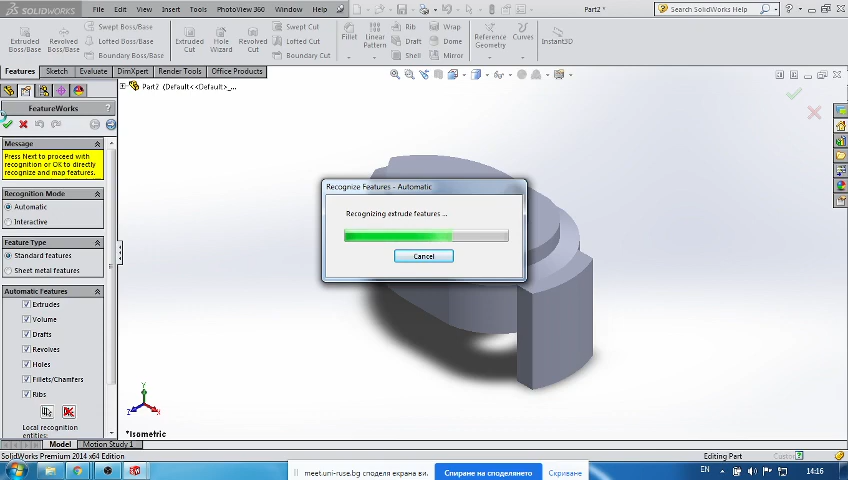 SOLIDWORKS File Edit View Insert Tools PhotoView 360 Window Help Part2 * Search SolidWorks Help
Extruded Boss/Base Revolved Boss/Base Swept Boss/Base Lofted Boss/Base Boundary Boss/Base Extruded Cut Hole Wizard Revolved Cut Swept Cut Lofted Cut Boundary Cut Fillet Linear Pattern Rib Draft Shell Wrap Dome Mirror Reference Geometry Curves Instant3D
Features Sketch Evaluate DimXpert Render Tools Office Products
Part2 (Default<<Default>_...
FeatureWorks ?
Message
Press Next to proceed with
recognition or OK to directly
recognize and map features.
Recognition Mode
Automatic
Interactive
Feature Type
Standard features
Sheet metal features
Automatic Features
Extrudes
Volume
Drafts
Revolves
Holes
Fillets/Chamfers
Ribs
Local recognition
entities:
Recognize Features - Automatic
Recognizing extrude features ...
Cancel
Y
Z
X
*Isometric
Model Motion Study 1
SolidWorks Premium 2014 x64 Edition Editing Part
meet.uni-ruse.bg споделя екрана ви. Спиране на споделянето Скриване
EN 14:16